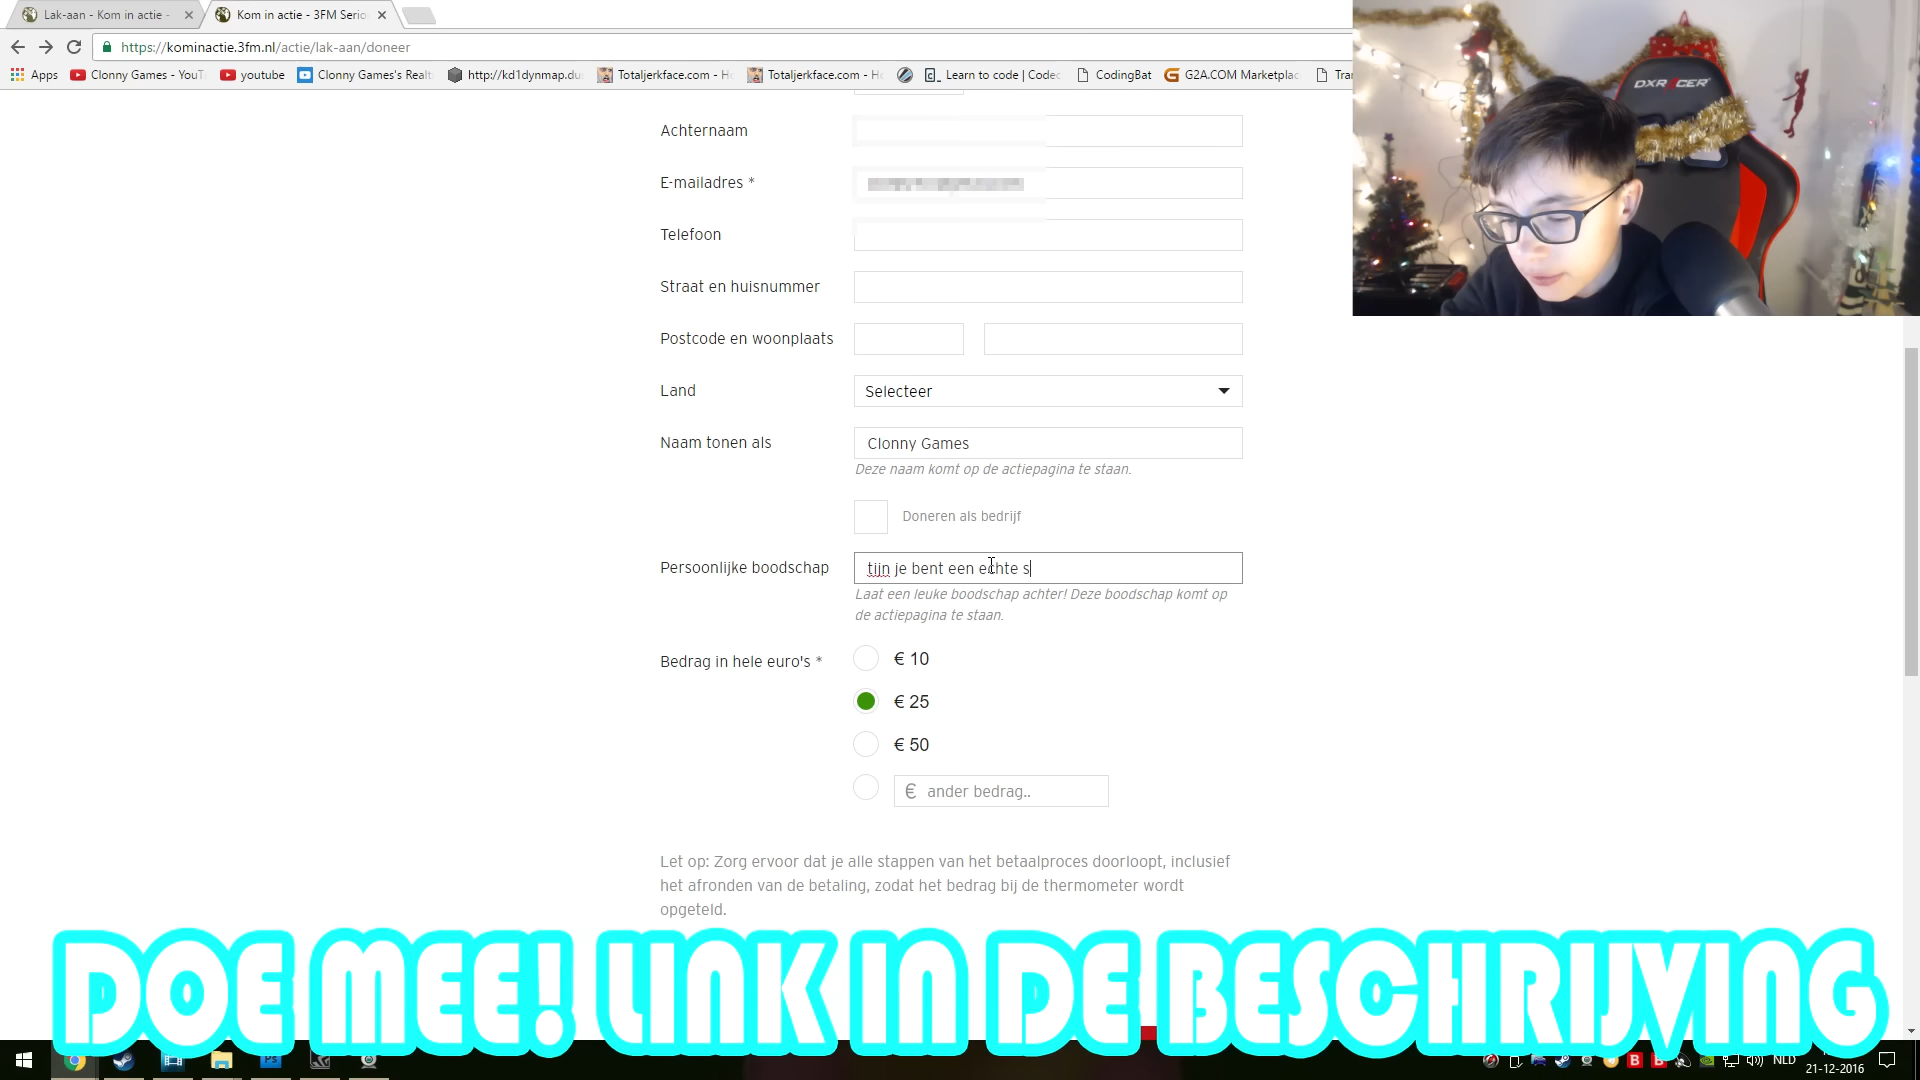 Lak-aan - Kom in actie -
Kom in actie - 3FM Serio
https://kominactie.3fm.nl/actie/lak-aan/doneer
Apps
Clonny Games - YouT
youtube
Clonny Games's Realt
http://kd1dynmap.du
Totaljerkface.com - H
Totaljerkface.com - H
Learn to code | Codec
CodingBat
G2A.COM Marketplac
Tra
DXRACER
Achternaam
E-mailadres *
Telefoon
Straat en huisnummer
Postcode en woonplaats
Land
Selecteer
Naam tonen als
Clonny Games
Deze naam komt op de actiepagina te staan.
Doneren als bedrijf
Persoonlijke boodschap
tijn je bent een echte s
Laat een leuke boodschap achter! Deze boodschap komt op
de actiepagina te staan.
Bedrag in hele euro's *
€ 10
€ 25
€ 50
€ ander bedrag..
Let op: Zorg ervoor dat je alle stappen van het betaalproces doorloopt, inclusief
het afronden van de betaling, zodat het bedrag bij de thermometer wordt
opgeteld.
DOE MEE! LINK IN DE BESCHRIJVING
NLD
21-12-2016